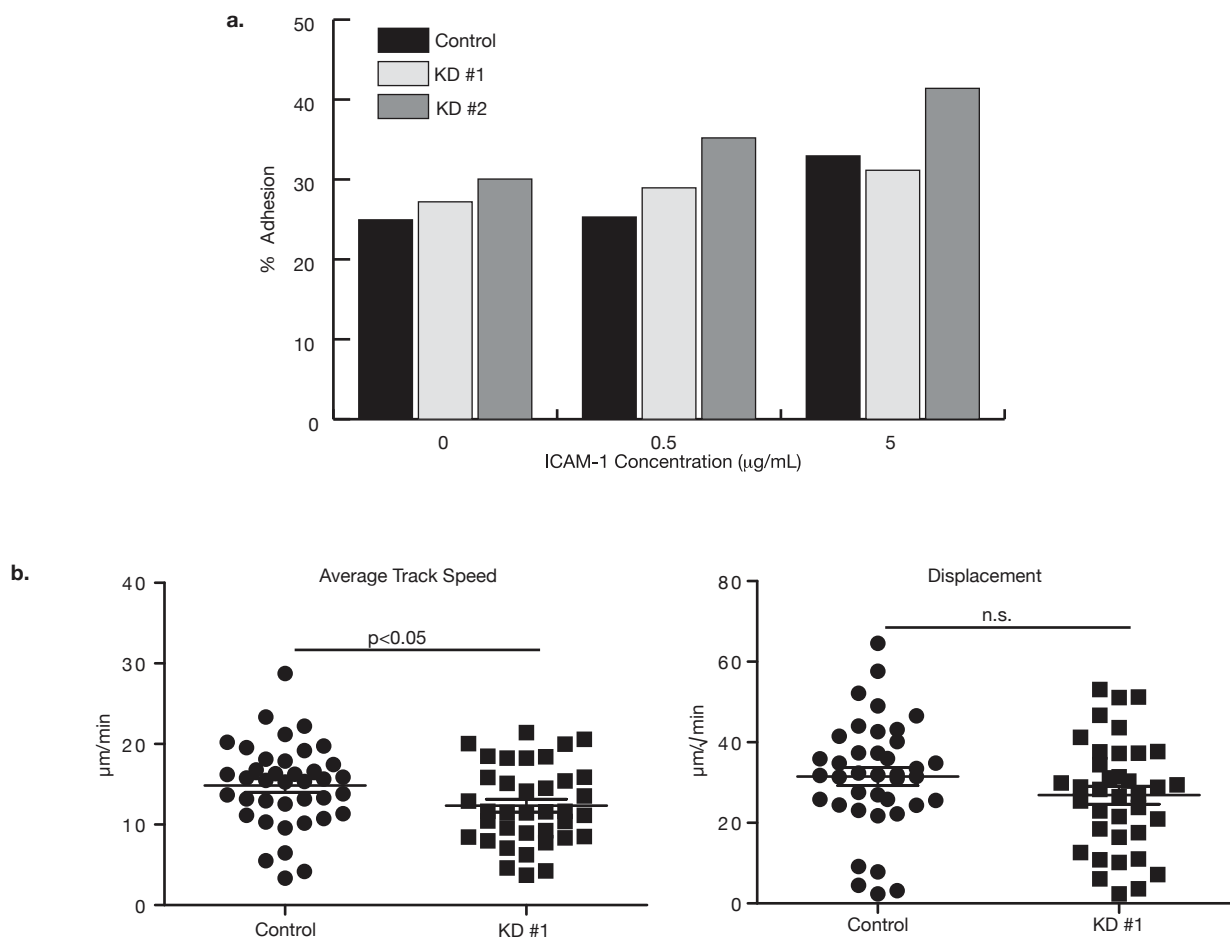 a.
50
40
30
20
10
0
% Adhesion
Control
KD #1
KD #2
0 0.5 5
ICAM-1 Concentration (μg/mL)
b.
Average Track Speed
40
30
20
10
0
μm/min
p<0.05
Control KD #1
Displacement
80
60
40
20
0
μm/√min
n.s.
Control KD #1